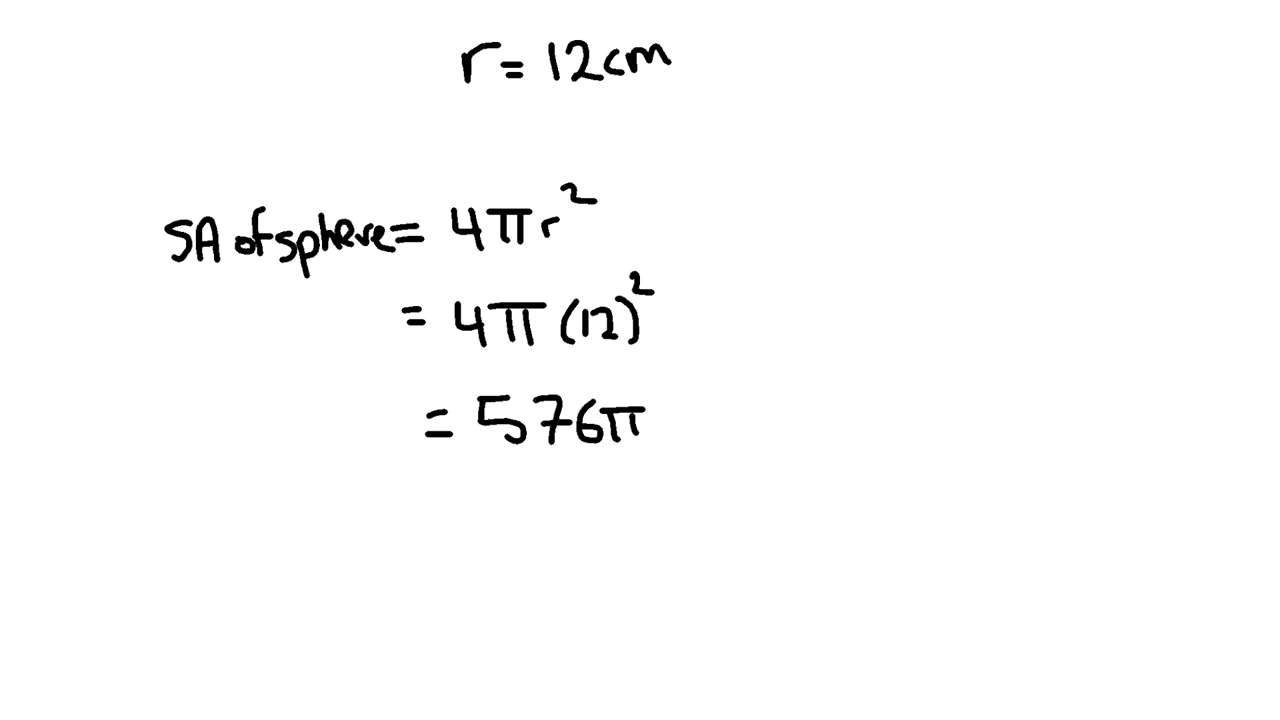 r = 12cm
SA of sphere = 4πr²
= 4π(12)²
= 576π